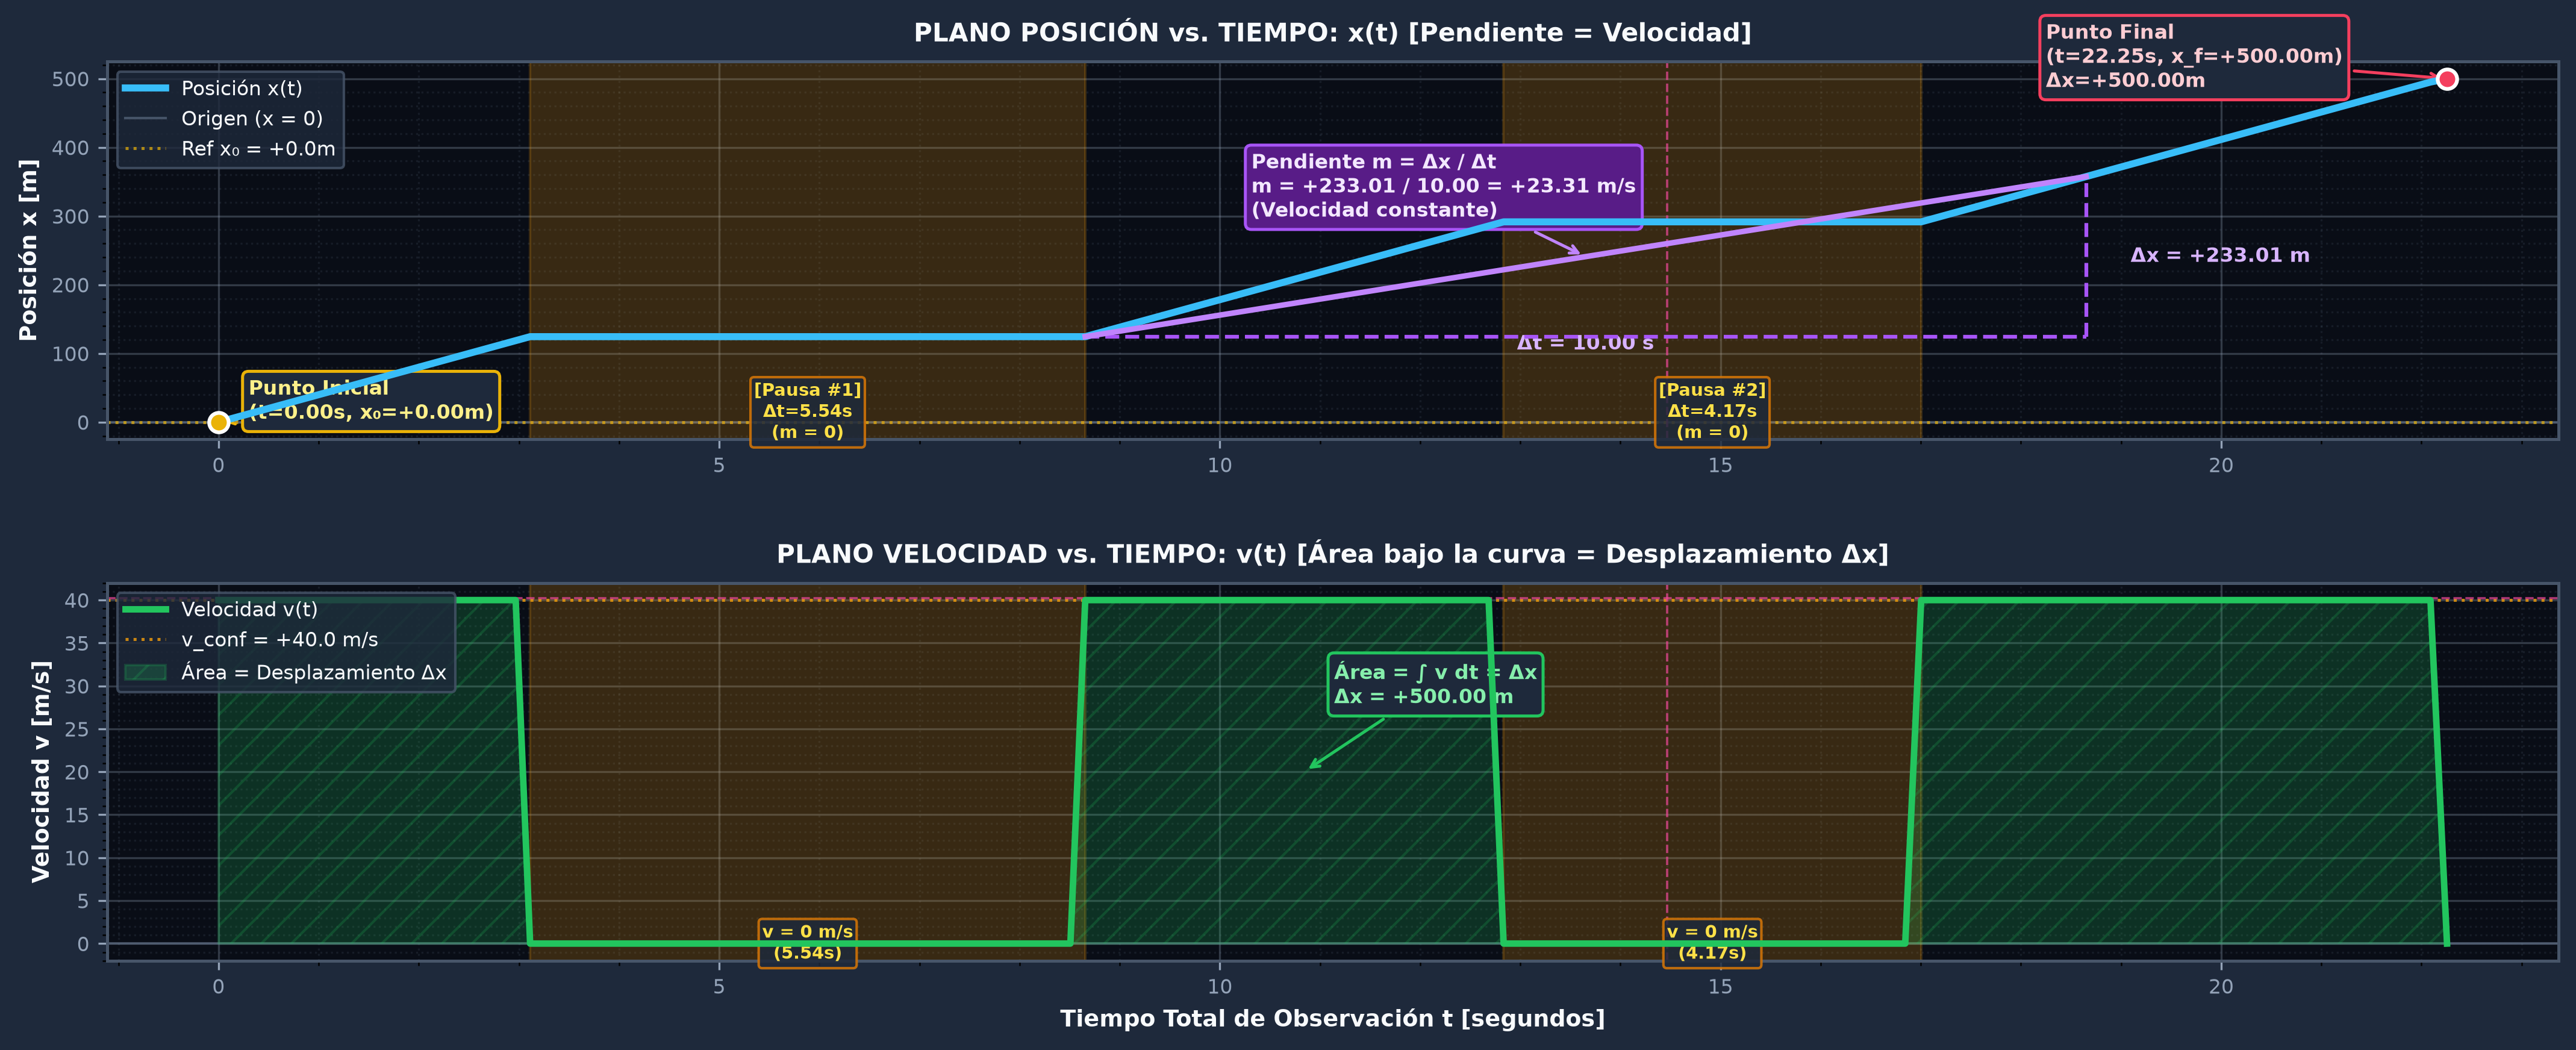 PLANO POSICIÓN vs. TIEMPO: x(t) [Pendiente = Velocidad]
Punto Final
(t=22.25s, x_f=+500.00m)
Δx=+500.00m
Posición x(t)
Origen (x = 0)
Ref x₀ = +0.0m
Pendiente m = Δx / Δt
m = +233.01 / 10.00 = +23.31 m/s
(Velocidad constante)
Δx = +233.01 m
Δt = 10.00 s
Punto Inicial
(t=0.00s, x₀=+0.00m)
[Pausa #1]
Δt=5.54s
(m = 0)
[Pausa #2]
Δt=4.17s
(m = 0)
Posición x [m]
500
400
300
200
100
0
0 5 10 15 20
PLANO VELOCIDAD vs. TIEMPO: v(t) [Área bajo la curva = Desplazamiento Δx]
Velocidad v(t)
v_conf = +40.0 m/s
Área = Desplazamiento Δx
Área = ∫ v dt = Δx
Δx = +500.00 m
v = 0 m/s
(5.54s)
v = 0 m/s
(4.17s)
Velocidad v [m/s]
40
35
30
25
20
15
10
5
0
0 5 10 15 20
Tiempo Total de Observación t [segundos]